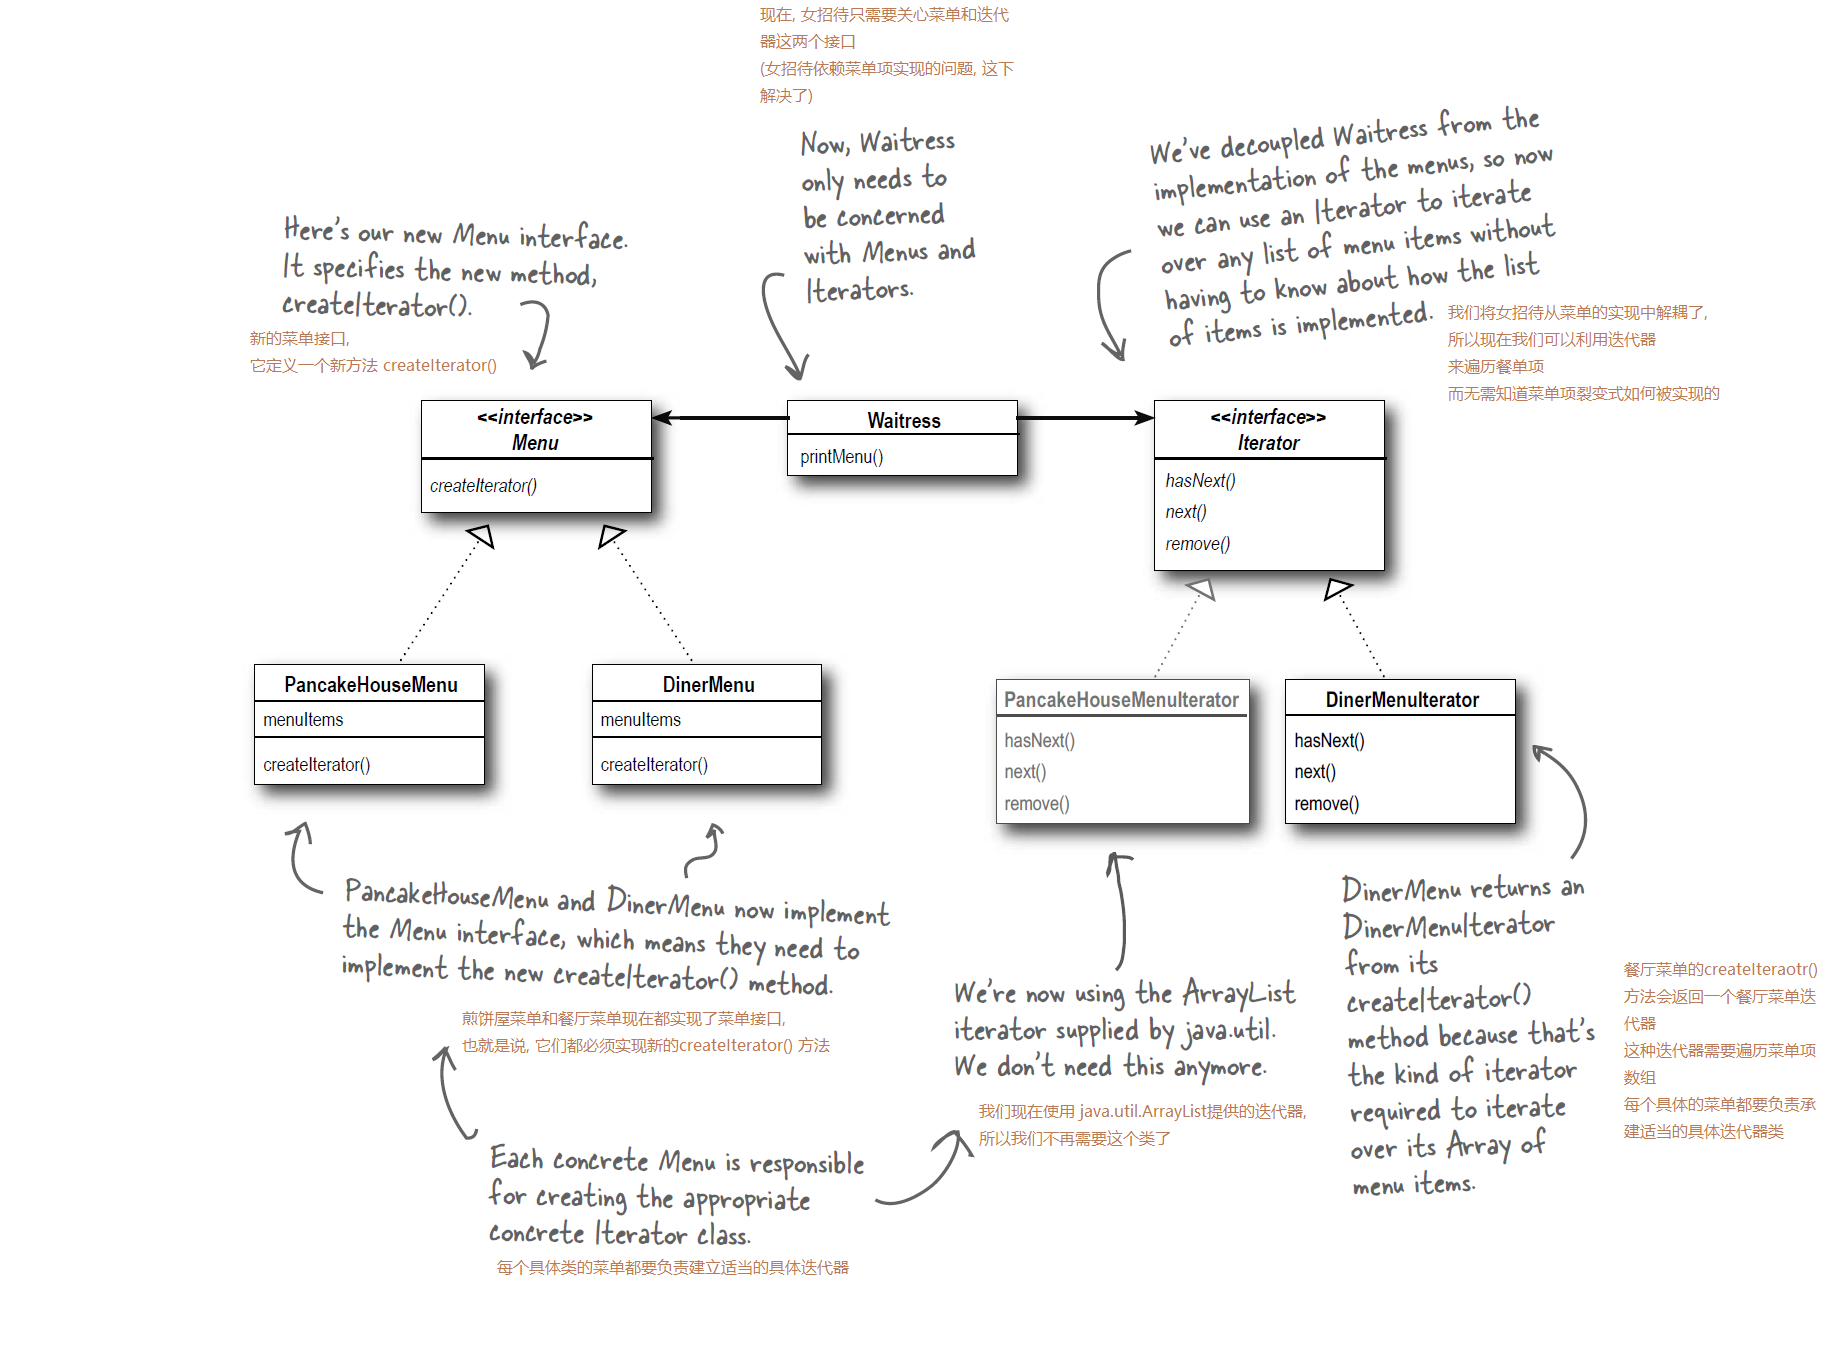 现在, 女招待只需要关心菜单和迭代
器这两个接口
(女招待依赖菜单项实现的问题, 这下
解决了)
Now, Waitress
only needs to
be concerned
with Menus and
Iterators.
We've decoupled Waitress from the
implementation of the menus, so now
we can use an Iterator to iterate
over any list of menu items without
having to know about how the list
of items is implemented.
我们将女招待从菜单的实现中解耦了,
所以现在我们可以利用迭代器
来遍历餐单项
而无需知道菜单项裂变式如何被实现的
Here's our new Menu interface.
It specifies the new method,
createIterator().
新的菜单接口,
它定义一个新方法 createIterator()
<<interface>>
Menu
createIterator()
Waitress
printMenu()
<<interface>>
Iterator
hasNext()
next()
remove()
PancakeHouseMenu
menuItems
createIterator()
DinerMenu
menuItems
createIterator()
PancakeHouseMenuIterator
hasNext()
next()
remove()
DinerMenuIterator
hasNext()
next()
remove()
PancakeHouseMenu and DinerMenu now implement
the Menu interface, which means they need to
implement the new createIterator() method.
煎饼屋菜单和餐厅菜单现在都实现了菜单接口,
也就是说, 它们都必须实现新的createIterator() 方法
We're now using the ArrayList
iterator supplied by java.util.
We don't need this anymore.
我们现在使用 java.util.ArrayList提供的迭代器,
所以我们不再需要这个类了
DinerMenu returns an
DinerMenuIterator
from its
createIterator()
method because that's
the kind of iterator
required to iterate
over its Array of
menu items.
餐厅菜单的createIteraotr()
方法会返回一个餐厅菜单迭
代器
这种迭代器需要遍历菜单项
数组
每个具体的菜单都要负责承
建适当的具体迭代器类
Each concrete Menu is responsible
for creating the appropriate
concrete Iterator class.
每个具体类的菜单都要负责建立适当的具体迭代器